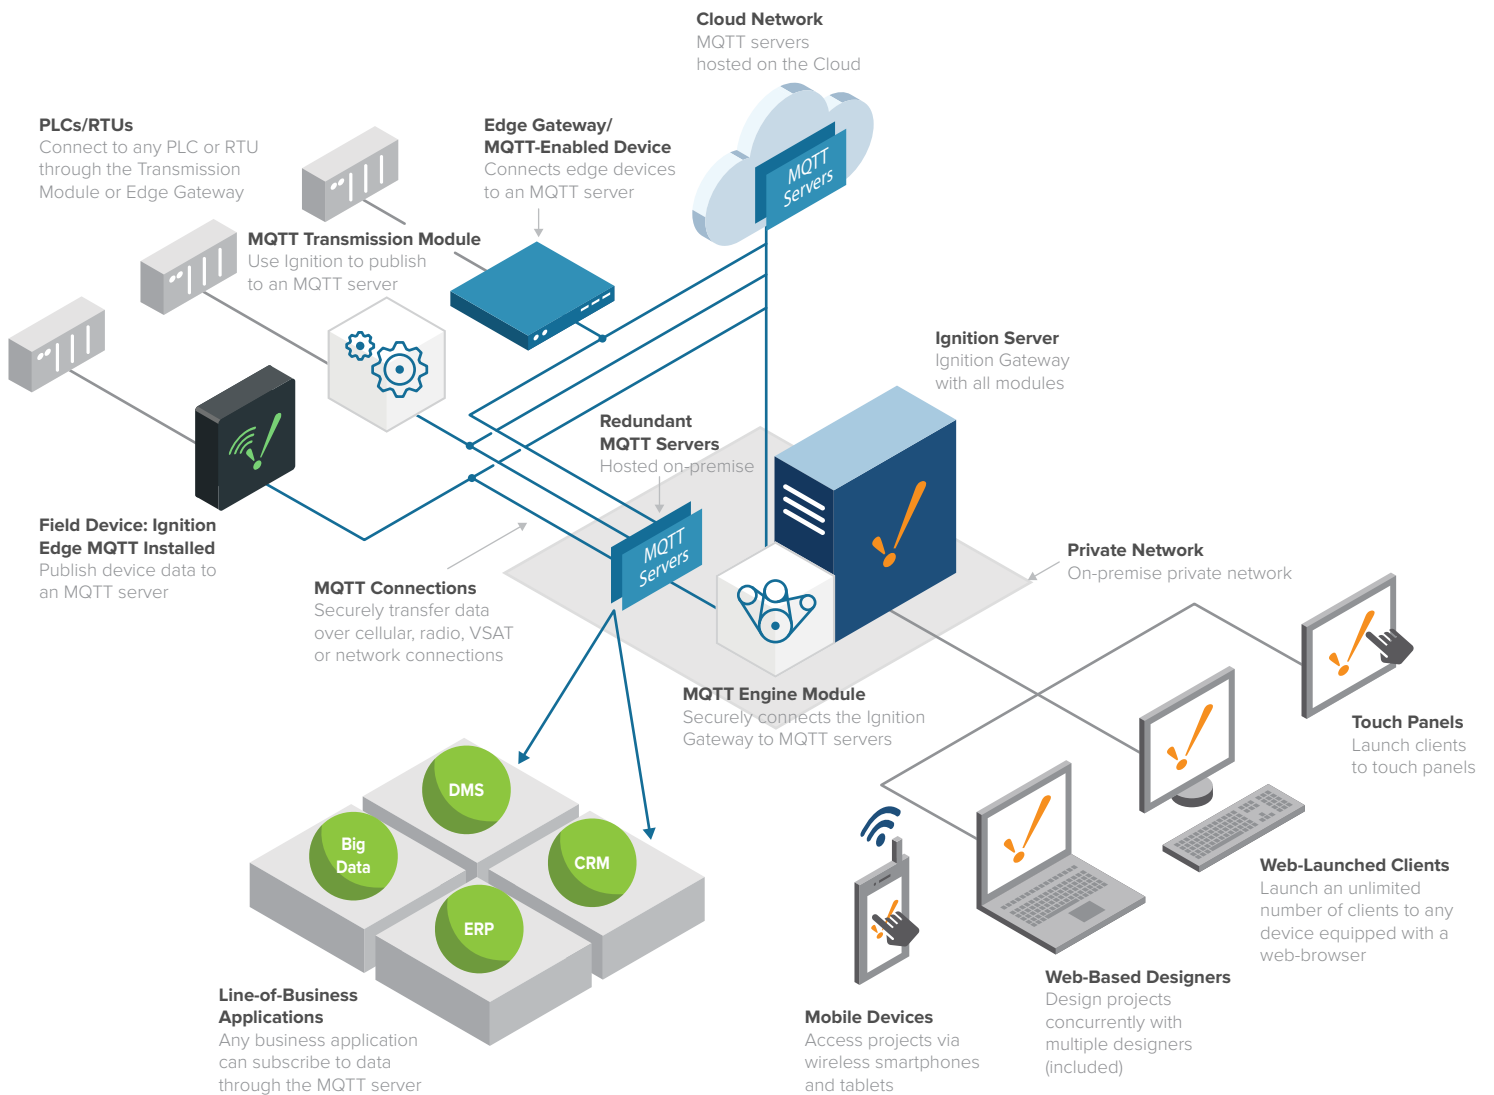 Cloud Network
MQTT servers
hosted on the Cloud
MQTT
Servers
PLCs/RTUs
Connect to any PLC or RTU
through the Transmission
Module or Edge Gateway
Edge Gateway/
MQTT-Enabled Device
Connects edge devices
to an MQTT server
MQTT Transmission Module
Use Ignition to publish
to an MQTT server
Ignition Server
Ignition Gateway
with all modules
Redundant
MQTT Servers
Hosted on-premise
MQTT
Servers
Field Device: Ignition
Edge MQTT Installed
Publish device data to
an MQTT server
MQTT Connections
Securely transfer data
over cellular, radio, VSAT
or network connections
Private Network
On-premise private network
MQTT Engine Module
Securely connects the Ignition
Gateway to MQTT servers
Touch Panels
Launch clients
to touch panels
DMS
Big
Data
CRM
ERP
Web-Launched Clients
Launch an unlimited
number of clients to any
device equipped with a
web-browser
Web-Based Designers
Design projects
concurrently with
multiple designers
(included)
Mobile Devices
Access projects via
wireless smartphones
and tablets
Line-of-Business
Applications
Any business application
can subscribe to data
through the MQTT server